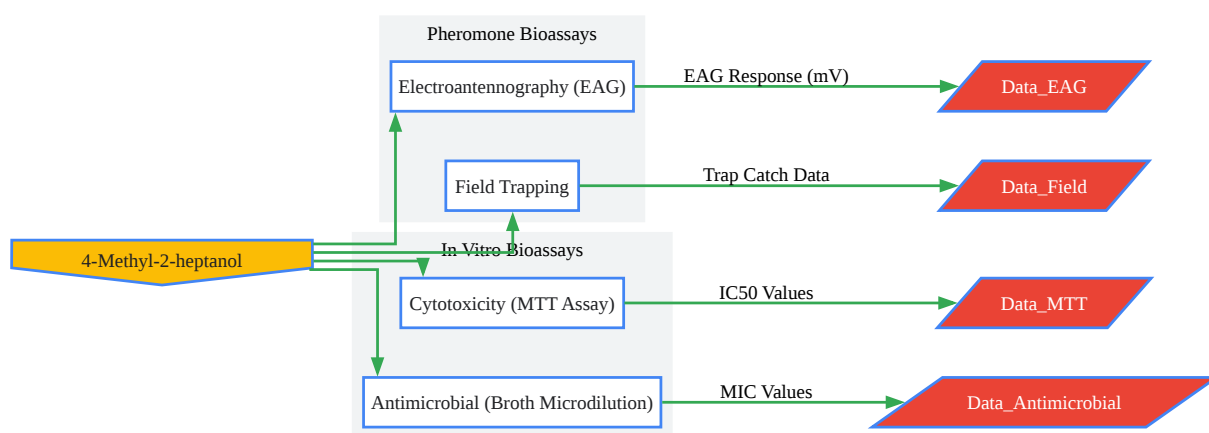 Pheromone Bioassays
Electroantennography (EAG)
EAG Response (mV)
Data_EAG
Field Trapping
Trap Catch Data
Data_Field
4-Methyl-2-heptanol
In Vitro Bioassays
Cytotoxicity (MTT Assay)
IC50 Values
Data_MTT
Antimicrobial (Broth Microdilution)
MIC Values
Data_Antimicrobial